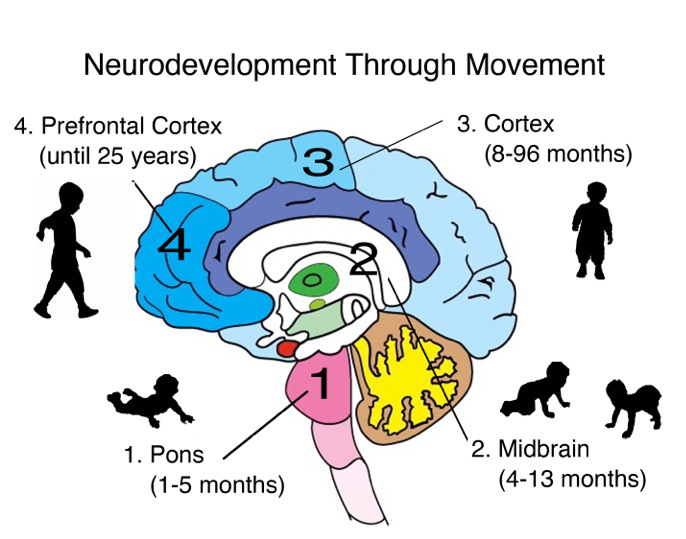 Neurodevelopment Through Movement
4. Prefrontal Cortex
(until 25 years)
3. Cortex
(8-96 months)
3
4
2
1
1. Pons
(1-5 months)
2. Midbrain
(4-13 months)